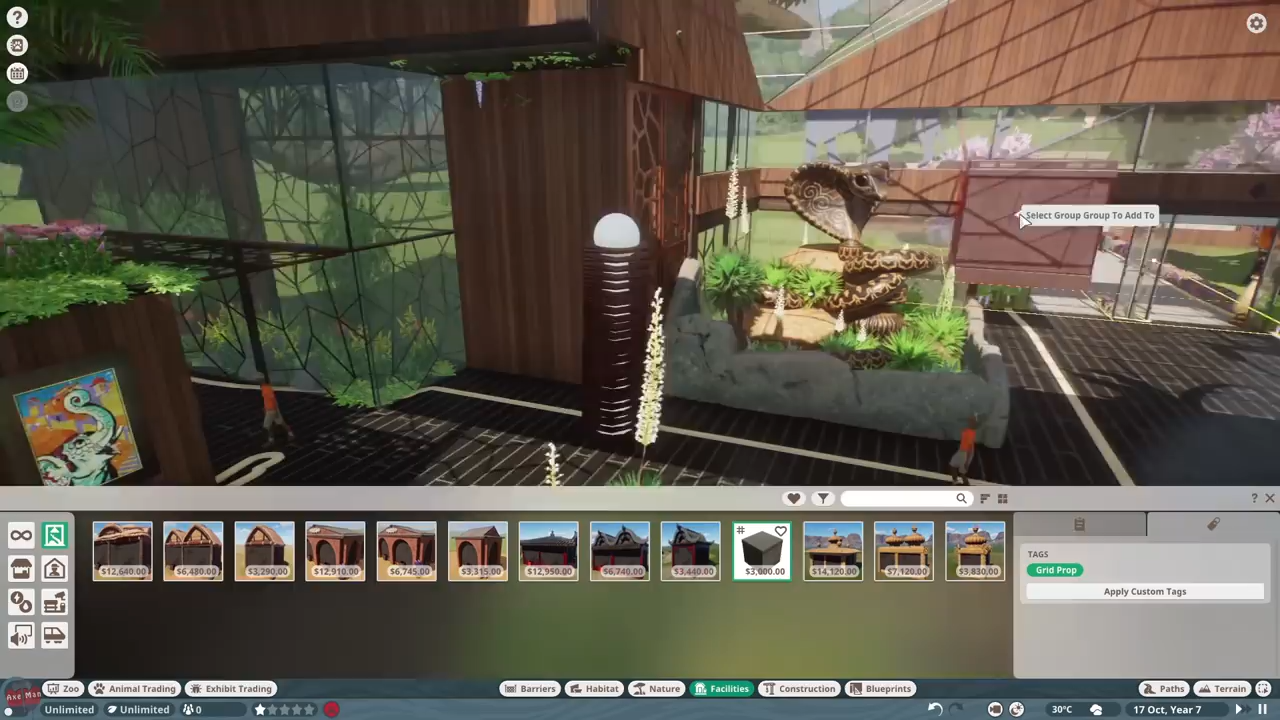 Select Group Group To Add To
$12,640.00
$6,480.00
$3,290.00
$12,910.00
$6,745.00
$3,315.00
$12,950.00
$6,740.00
$3,440.00
$3,000.00
$14,120.00
$7,120.00
$3,830.00
TAGS
Grid Prop
Apply Custom Tags
Axe Man
Zoo
Animal Trading
Exhibit Trading
Barriers
Habitat
Nature
Facilities
Construction
Blueprints
Paths
Terrain
Unlimited
Unlimited
0
30°C
17 Oct, Year 7